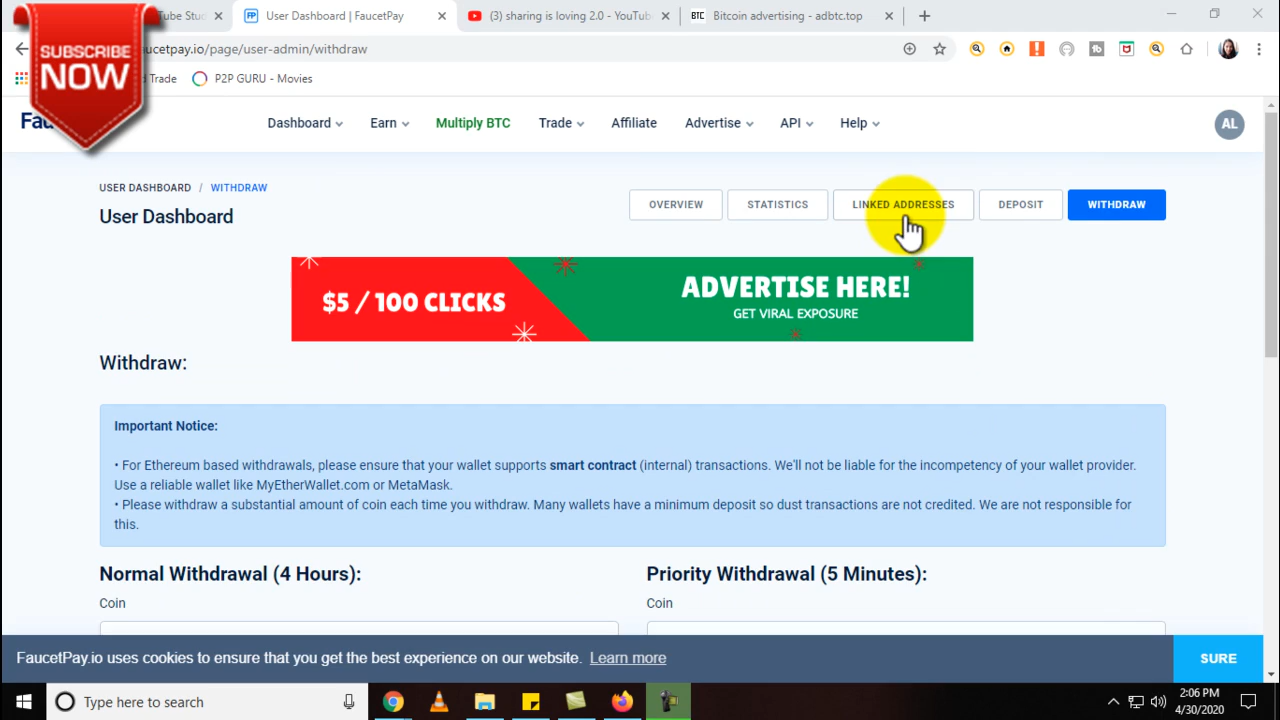 Tube Stud
User Dashboard | FaucetPay
(3) sharing is loving 2.0 - YouTube
BTC Bitcoin advertising - adbtc.top
SUBSCRIBE
NOW
aucetpay.io/page/user-admin/withdraw
d Trade
P2P GURU - Movies
Fau
Dashboard
Earn
Multiply BTC
Trade
Affiliate
Advertise
API
Help
AL
USER DASHBOARD / WITHDRAW
User Dashboard
OVERVIEW
STATISTICS
LINKED ADDRESSES
DEPOSIT
WITHDRAW
$5 / 100 CLICKS
ADVERTISE HERE!
GET VIRAL EXPOSURE
Withdraw:
Important Notice:
• For Ethereum based withdrawals, please ensure that your wallet supports smart contract (internal) transactions. We'll not be liable for the incompetency of your wallet provider.
Use a reliable wallet like MyEtherWallet.com or MetaMask.
• Please withdraw a substantial amount of coin each time you withdraw. Many wallets have a minimum deposit so dust transactions are not credited. We are not responsible for
this.
Normal Withdrawal (4 Hours):
Coin
Priority Withdrawal (5 Minutes):
Coin
FaucetPay.io uses cookies to ensure that you get the best experience on our website. Learn more
SURE
Type here to search
2:06 PM
4/30/2020